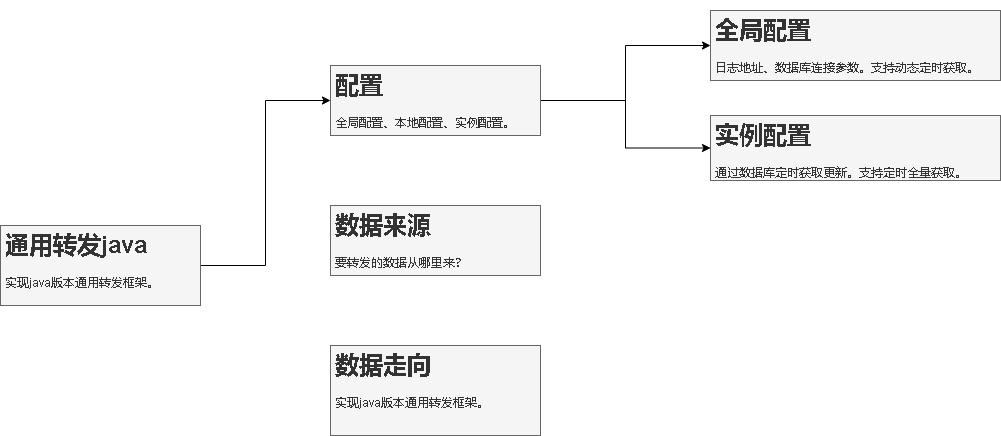 全局配置
日志地址、数据库连接参数。支持动态定时获取。
配置
全局配置、本地配置、实例配置。
实例配置
通过数据库定时获取更新。支持定时全量获取。
数据来源
要转发的数据从哪里来?
通用转发java
实现java版本通用转发框架。
数据走向
实现java版本通用转发框架。